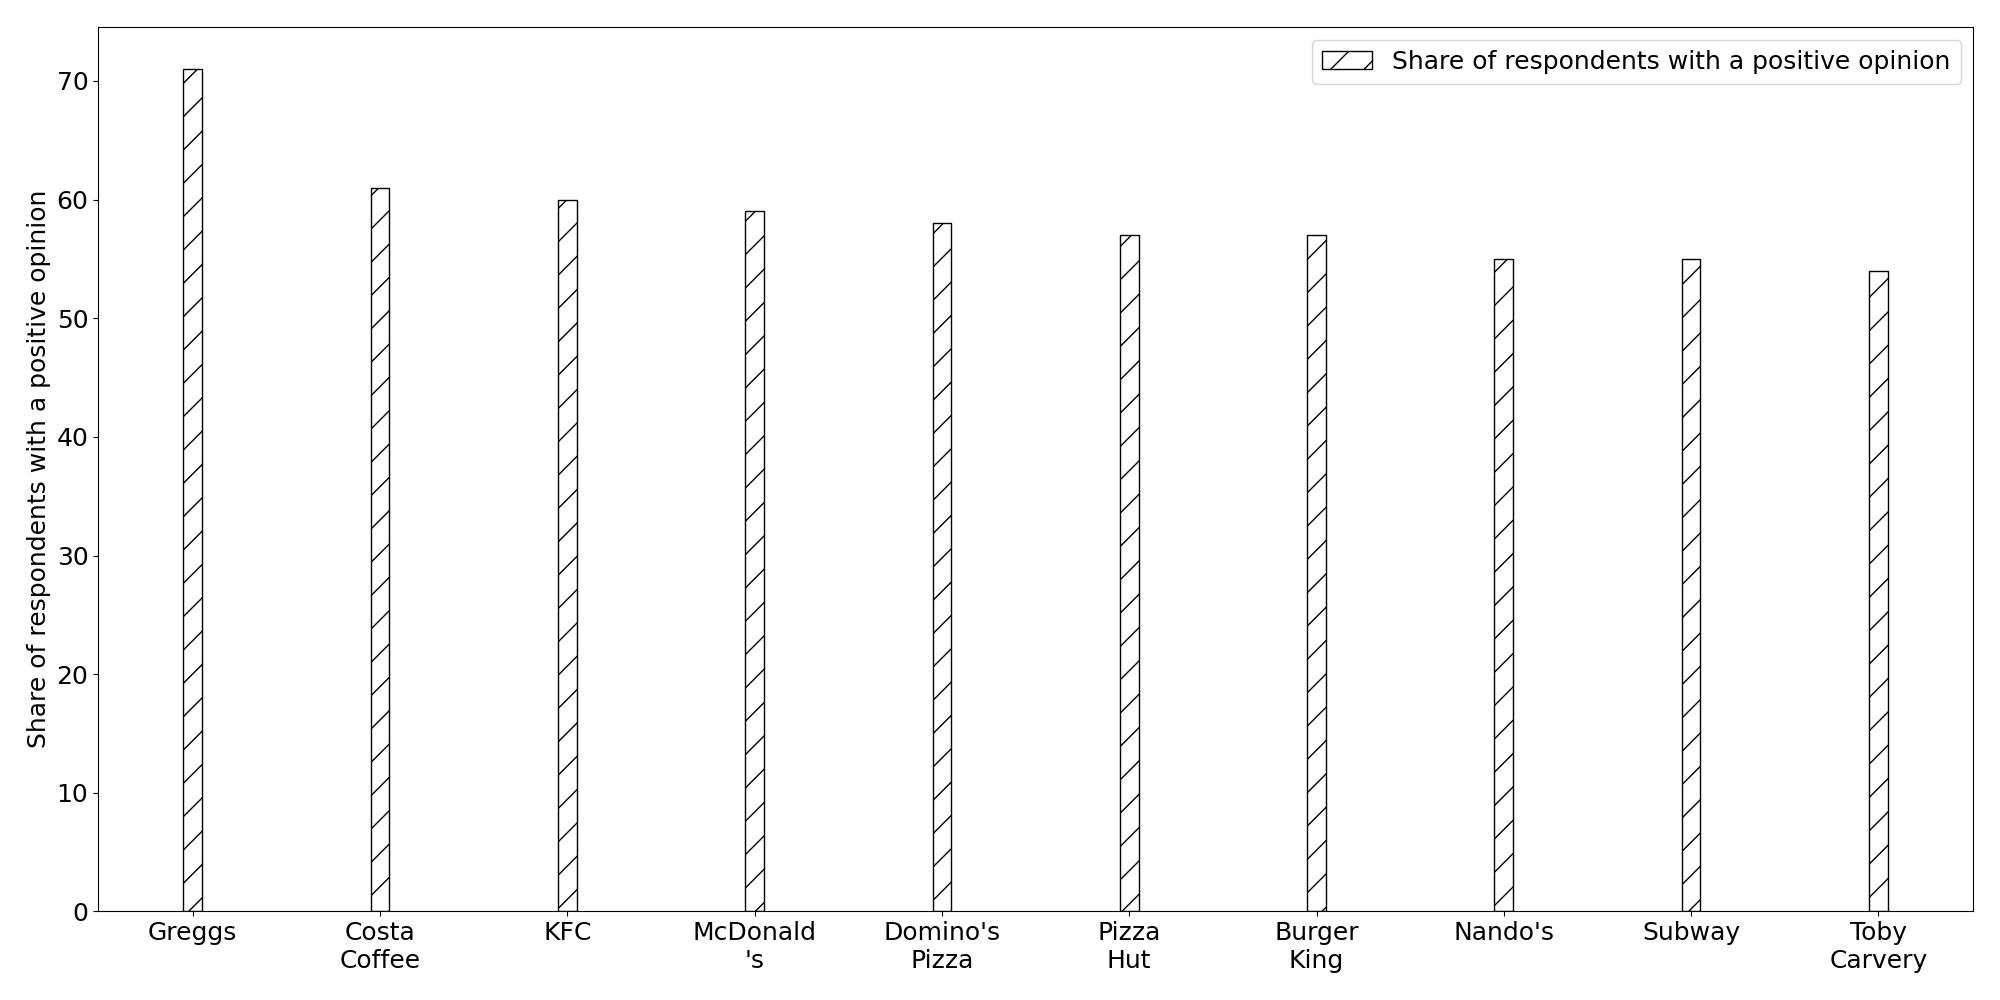 Share of respondents with a positive opinion
Share of respondents with a positive opinion
70
60
50
40
30
20
10
0
Greggs
Costa
Coffee
KFC
McDonald
's
Domino's
Pizza
Pizza
Hut
Burger
King
Nando's
Subway
Toby
Carvery